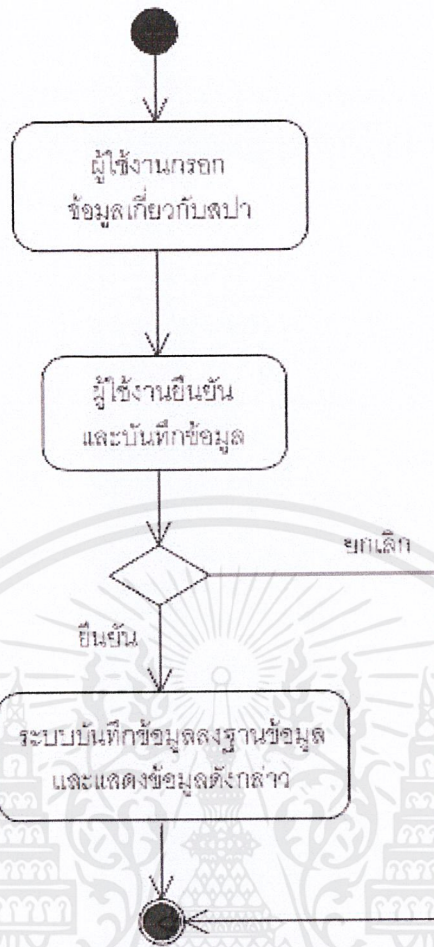 ผู้ใช้งานกรอก
ข้อมูลเกี่ยวกับสปา
ผู้ใช้งานยืนยัน
และบันทึกข้อมูล
ยกเลิก
ยืนยัน
ระบบบันทึกข้อมูลลงฐานข้อมูล
และแสดงข้อมูลดังกล่าว